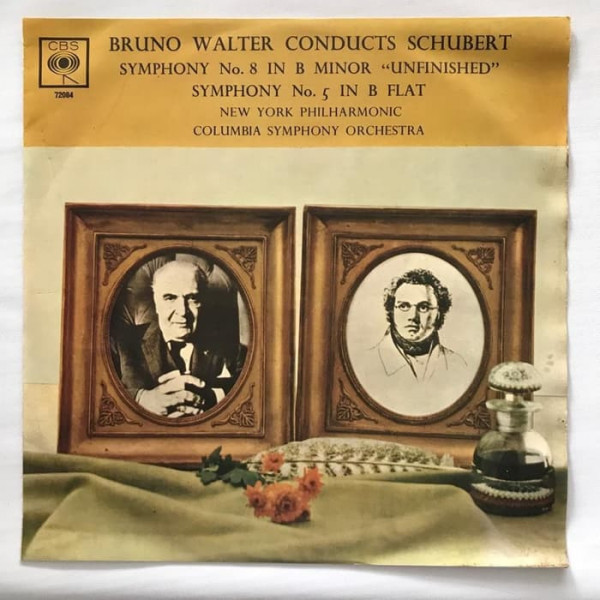 CBS
72084
BRUNO WALTER CONDUCTS SCHUBERT
SYMPHONY No. 8 IN B MINOR “UNFINISHED”
SYMPHONY No. 5 IN B FLAT
NEW YORK PHILHARMONIC
COLUMBIA SYMPHONY ORCHESTRA